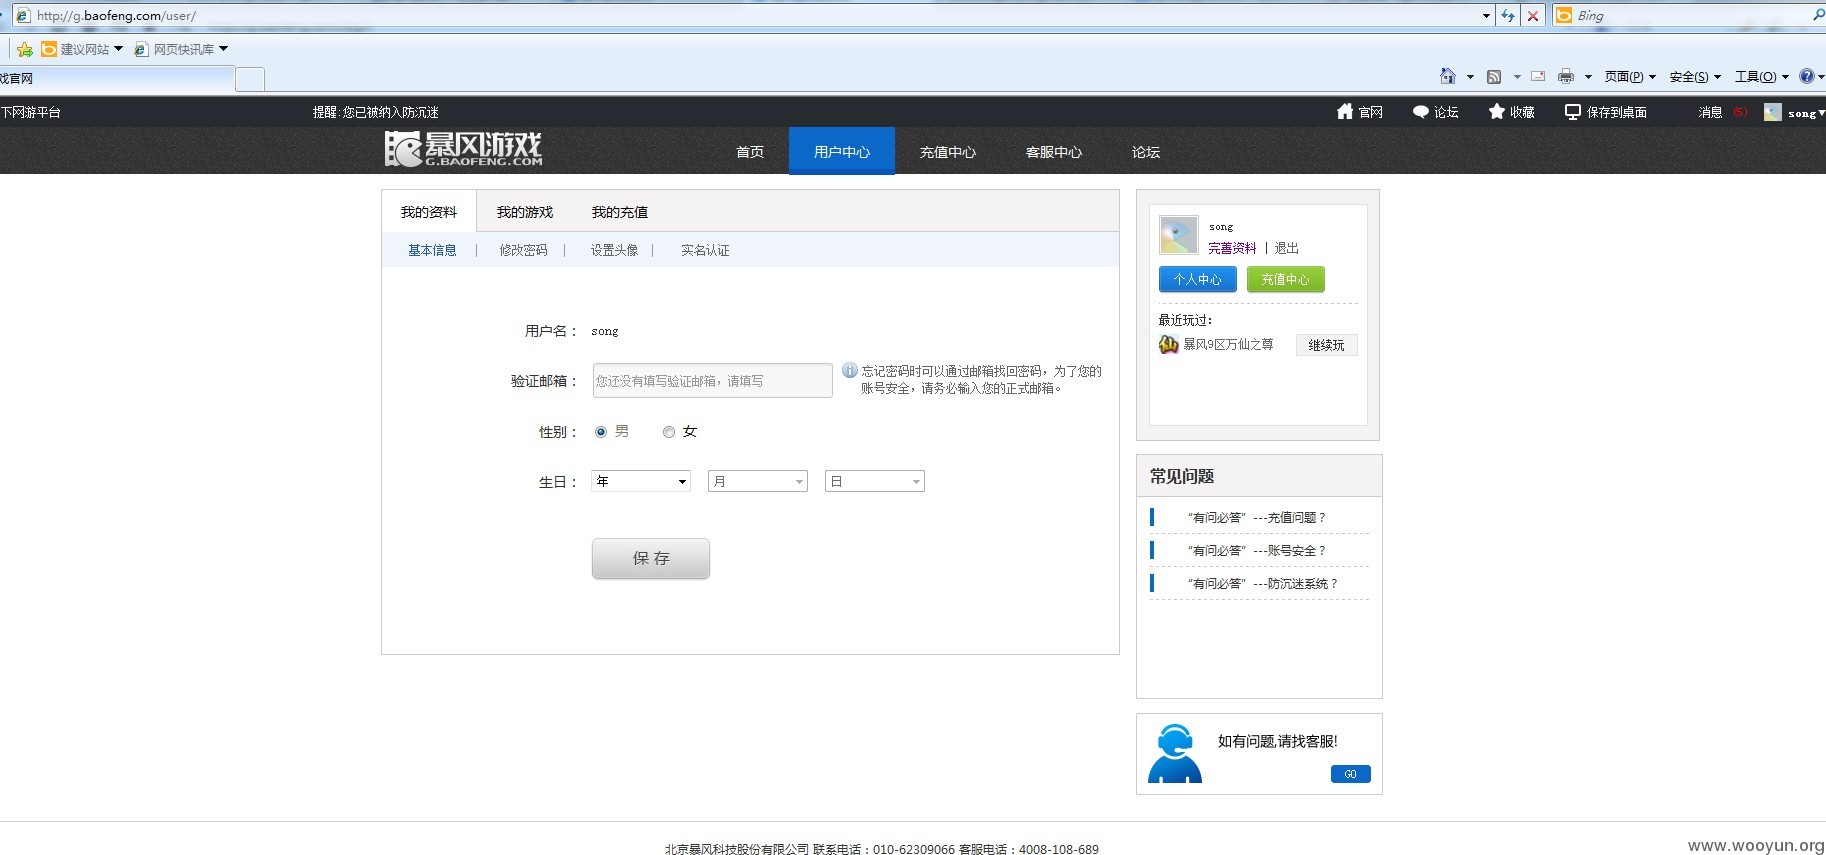 http://g.baofeng.com/user/
Bing
建议网站 网页快讯库
戏官网
页面(P) 安全(S) 工具(O)
下网游平台 提醒:您已被纳入防沉迷 官网 论坛 收藏 保存到桌面 消息 (5) song
暴风游戏
G.BAOFENG.COM
首页 用户中心 充值中心 客服中心 论坛
我的资料 我的游戏 我的充值
基本信息 | 修改密码 | 设置头像 | 实名认证
用户名： song
验证邮箱： 您还没有填写验证邮箱，请填写
忘记密码时可以通过邮箱找回密码，为了您的
账号安全，请务必输入您的正式邮箱。
性别： 男 女
生日： 年 月 日
保 存
song
完善资料 | 退出
个人中心 充值中心
最近玩过：
仙 暴风9区万仙之尊 继续玩
常见问题
“有问必答” ---充值问题？
“有问必答” ---账号安全？
“有问必答” ---防沉迷系统？
如有问题,请找客服!
GO
北京暴风科技股份有限公司 联系电话：010-62309066 客服电话：4008-108-689
www.wooyun.org